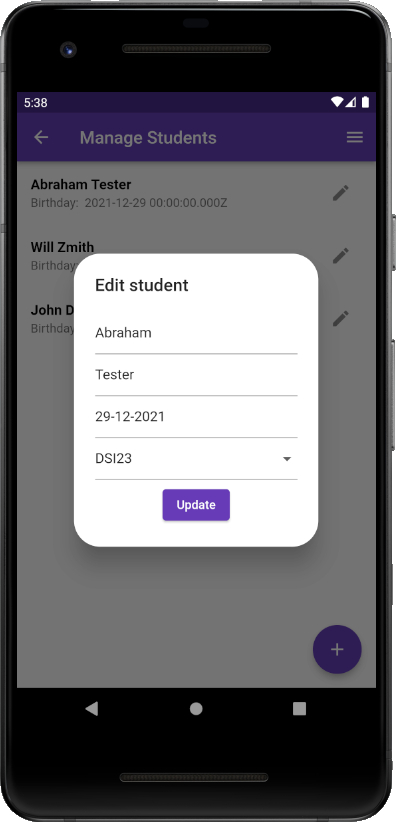 5:38
Manage Students
Abraham Tester
Birthday: 2021-12-29 00:00:00.000Z
Will Zmith
Birthday
John D
Birthday
Edit student
Abraham
Tester
29-12-2021
DSI23
Update